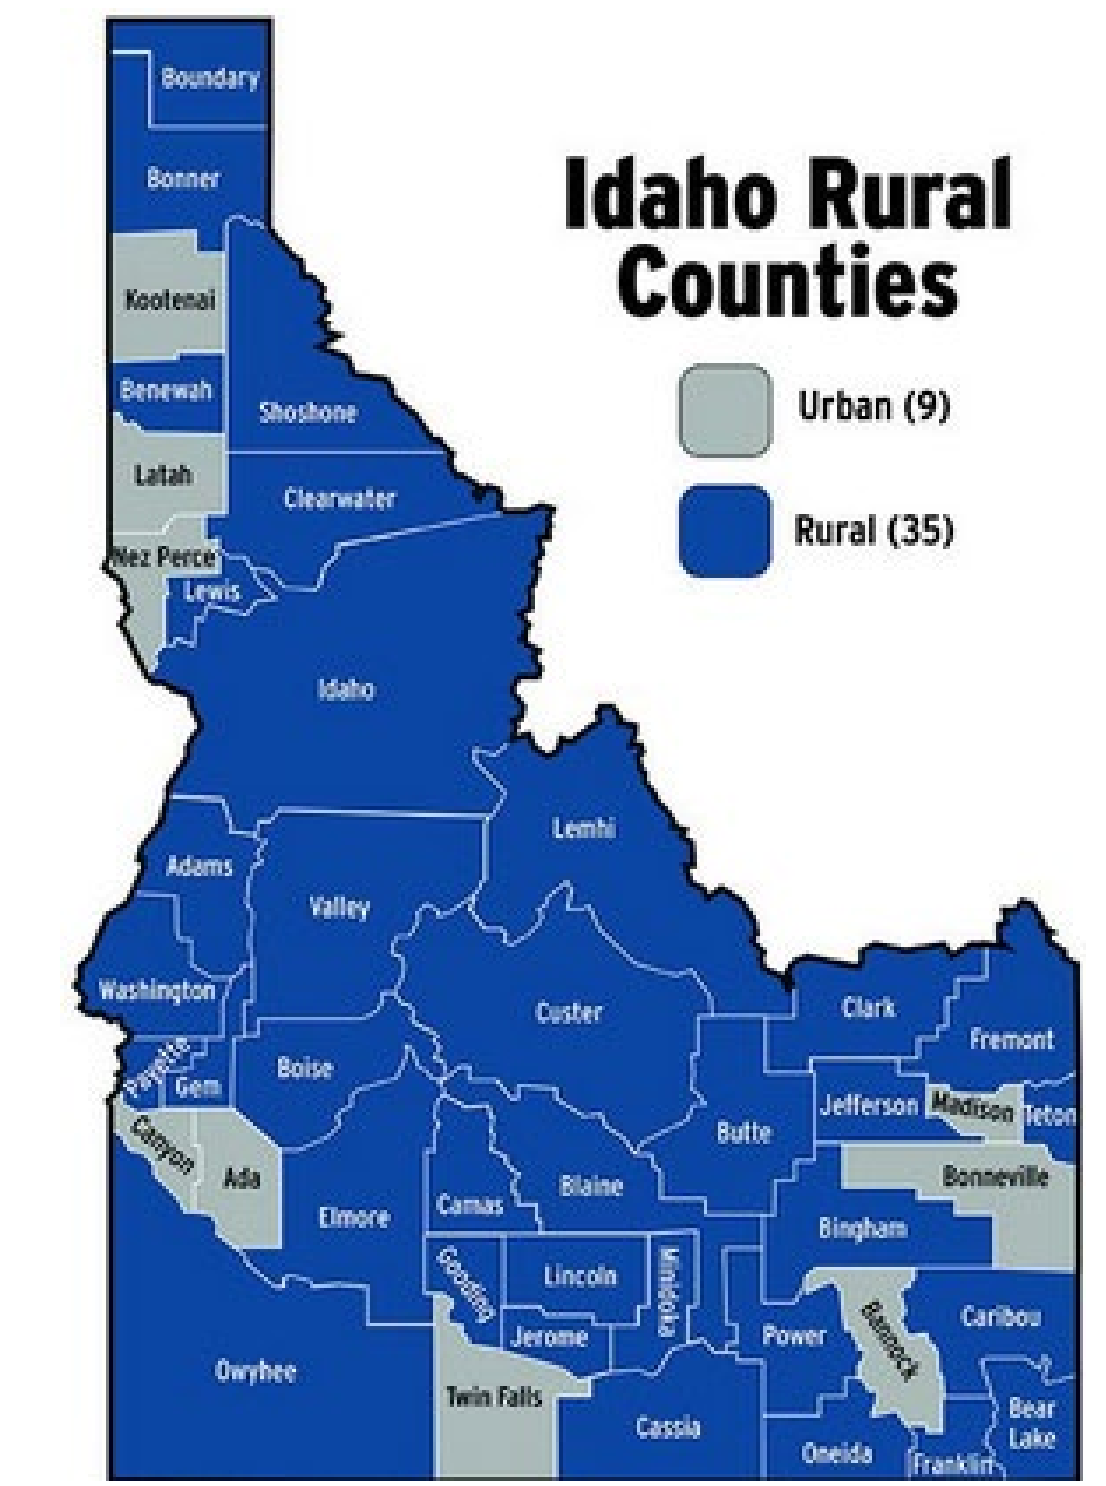 Idaho Rural
Counties
Urban (9)
Rural (35)
Boundary
Bonner
Kootenai
Benewah
Shoshone
Latah
Clearwater
Nez Perce
Lewis
Idaho
Lemhi
Adams
Valley
Washington
Custer
Clark
Fremont
Payette
Gem
Boise
Butte
Jefferson
Madison
Teton
Canyon
Ada
Elmore
Camas
Blaine
Bingham
Bonneville
Gooding
Lincoln
Minidoka
Jerome
Power
Bannock
Caribou
Owyhee
Twin Falls
Cassia
Oneida
Franklin
Bear
Lake